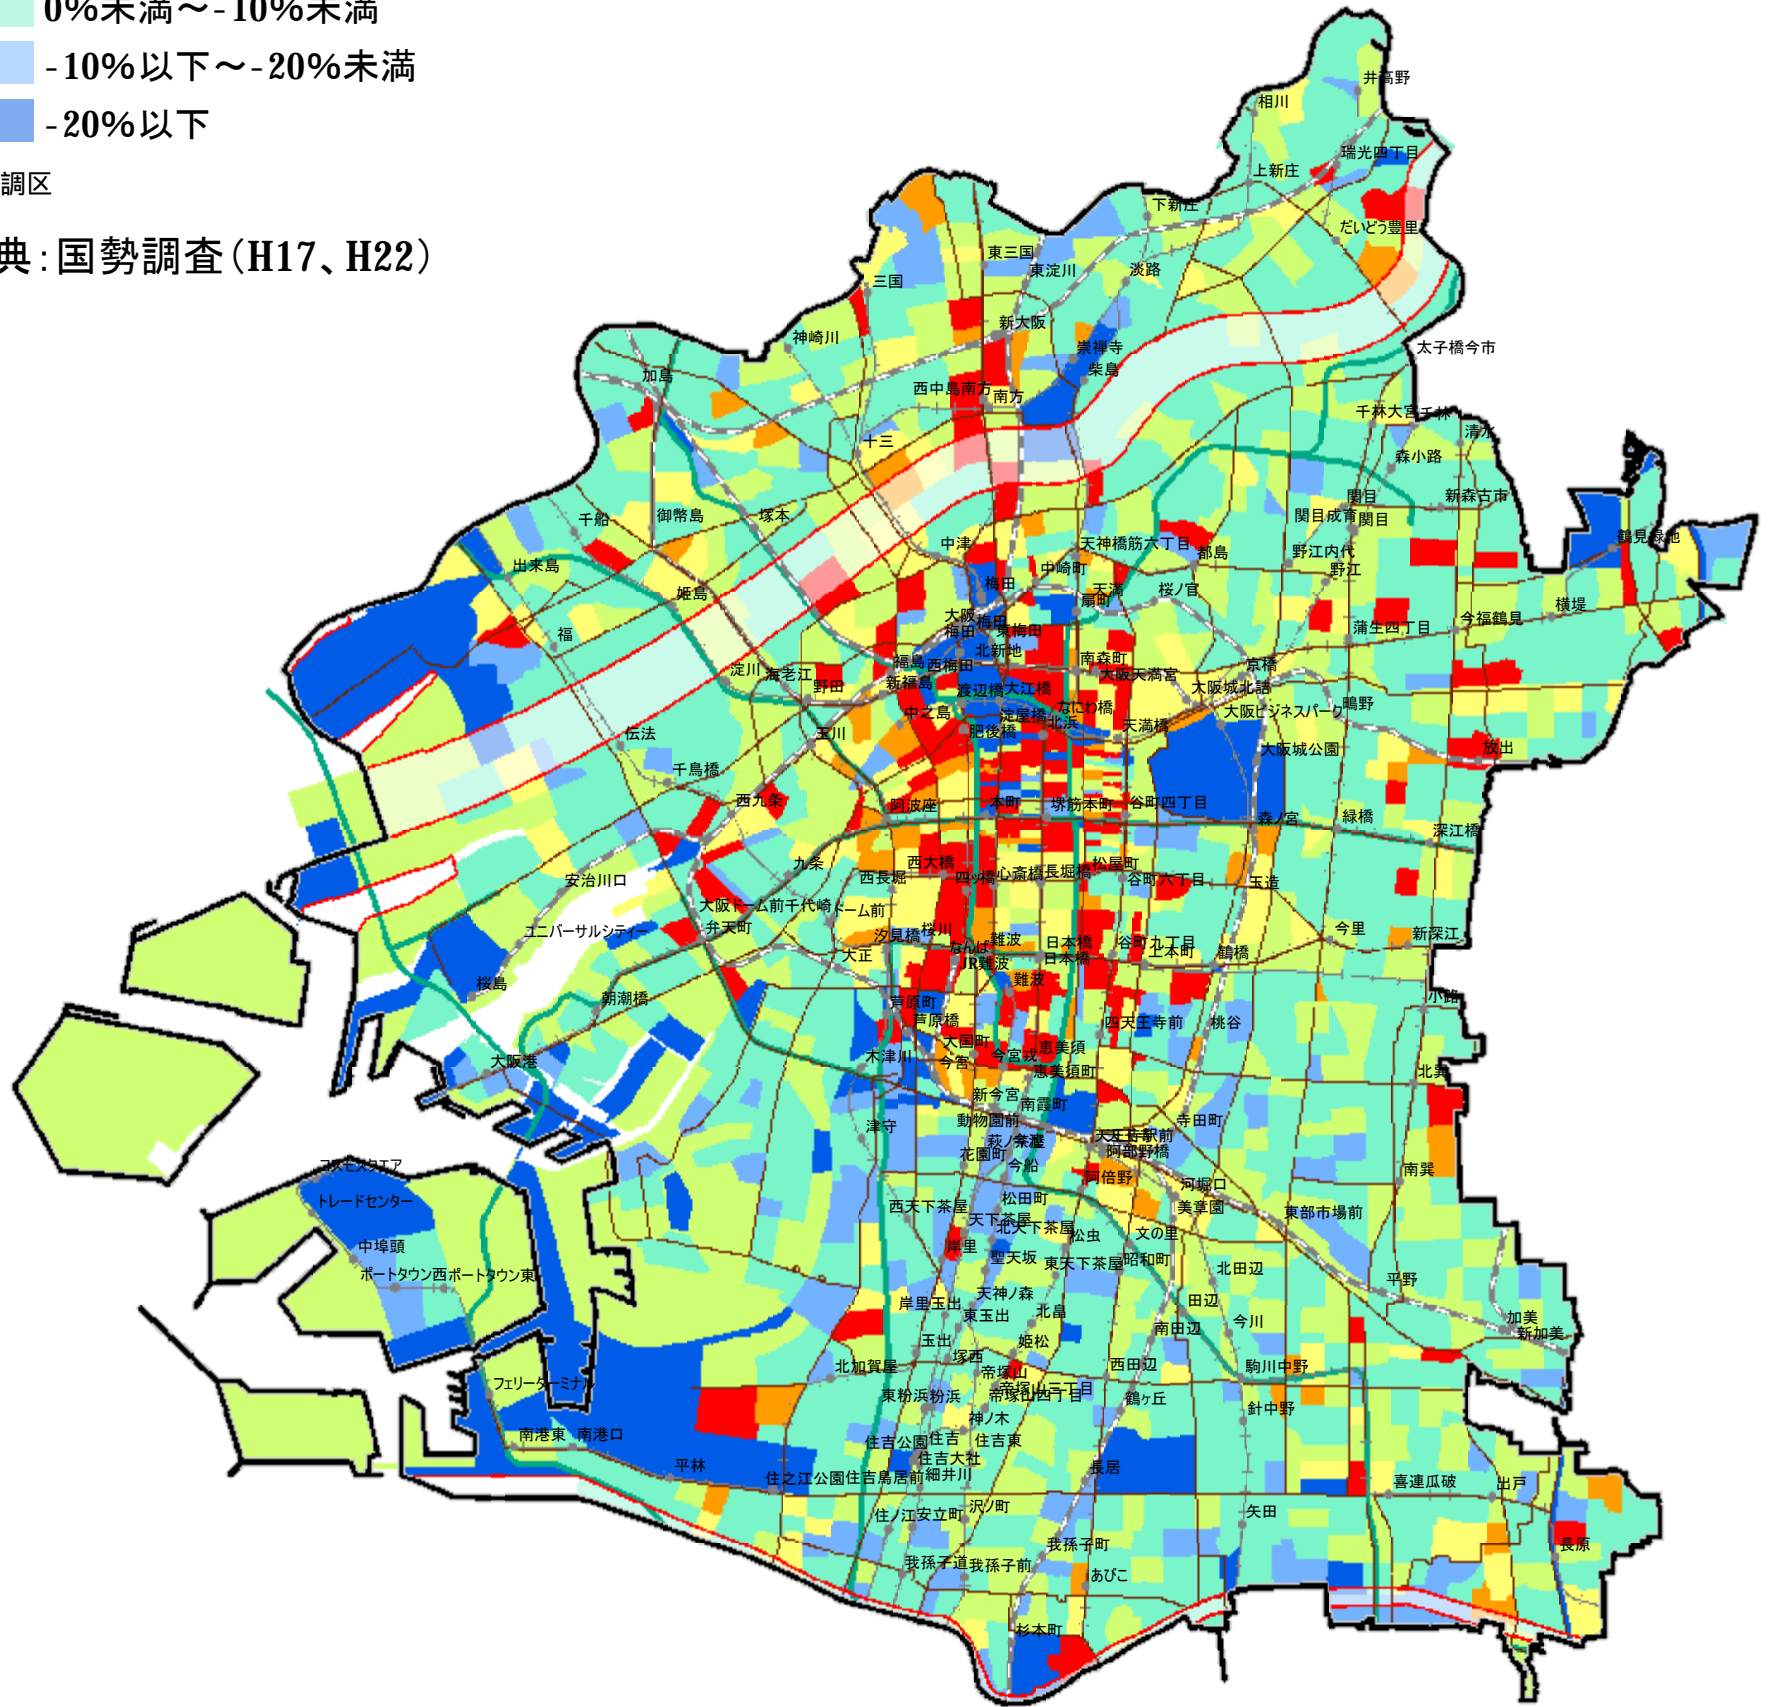 0%未満～-10%未満
-10%以下～-20%未満
-20%以下
調区
典：国勢調査（H17、H22）
井高野
相川
瑞光四丁目
上新庄
下新庄
だいどう豊里
東三国
東淀川
淡路
三国
新大阪
神崎川
崇禅寺
柴島
太子橋今市
加島
西中島南方
南方
千林大宮
千林
清水
十三
森小路
関目
新森古市
千船
御幣島
塚本
関目成育
関目
中津
天神橋筋六丁目
都島
野江内代
鶴見緑地
出来島
中崎町
野江
姫島
梅田
天満
桜ノ宮
扇町
横堤
大阪
梅田
梅田
東梅田
蒲生四丁目
今福鶴見
福
北新地
南森町
淀川
海老江
福島
西梅田
大阪天満宮
京橋
野田
新福島
渡辺橋
大江橋
大阪城北詰
中之島
淀屋橋
なにわ橋
北浜
大阪ビジネスパーク
鴫野
伝法
玉川
肥後橋
天満橋
大阪城公園
放出
千鳥橋
西九条
阿波座
本町
堺筋本町
谷町四丁目
森ノ宮
緑橋
深江橋
九条
西大橋
松屋町
安治川口
西長堀
四ツ橋
心斎橋
長堀橋
谷町六丁目
玉造
大阪ドーム前千代崎
ドーム前
ユニバーサルシティー
弁天町
汐見橋
桜川
難波
日本橋
谷町九丁目
今里
新深江
大正
なんば
JR難波
日本橋
上本町
鶴橋
桜島
難波
朝潮橋
芦原町
小路
芦原橋
四天王寺前
桃谷
大国町
大阪港
木津川
今宮
今宮戎
恵美須
恵美須町
北巽
新今宮
南霞町
津守
動物園前
寺田町
萩ノ茶屋
天王寺駅前
花園町
阿部野橋
コスモスクエア
今船
阿倍野
南巽
トレードセンター
西天下茶屋
松田町
河堀口
美章園
東部市場前
天下茶屋
北天下茶屋
松虫
文の里
中埠頭
岸里
聖天坂
東天下茶屋
昭和町
北田辺
ポートタウン西
ポートタウン東
平野
天神ノ森
岸里玉出
東玉出
北畠
田辺
今川
加美
新加美
玉出
姫松
南田辺
塚西
北加賀屋
帝塚山
西田辺
駒川中野
フェリーターミナル
東粉浜
粉浜
帝塚山三丁目
帝塚山四丁目
鶴ヶ丘
神ノ木
針中野
南港東
南港口
住吉公園
住吉
住吉東
平林
住吉大社
長居
住之江公園
住吉鳥居前
細井川
喜連瓜破
出戸
住ノ江
安立町
沢ノ町
矢田
我孫子町
長原
我孫子道
我孫子前
あびこ
杉本町